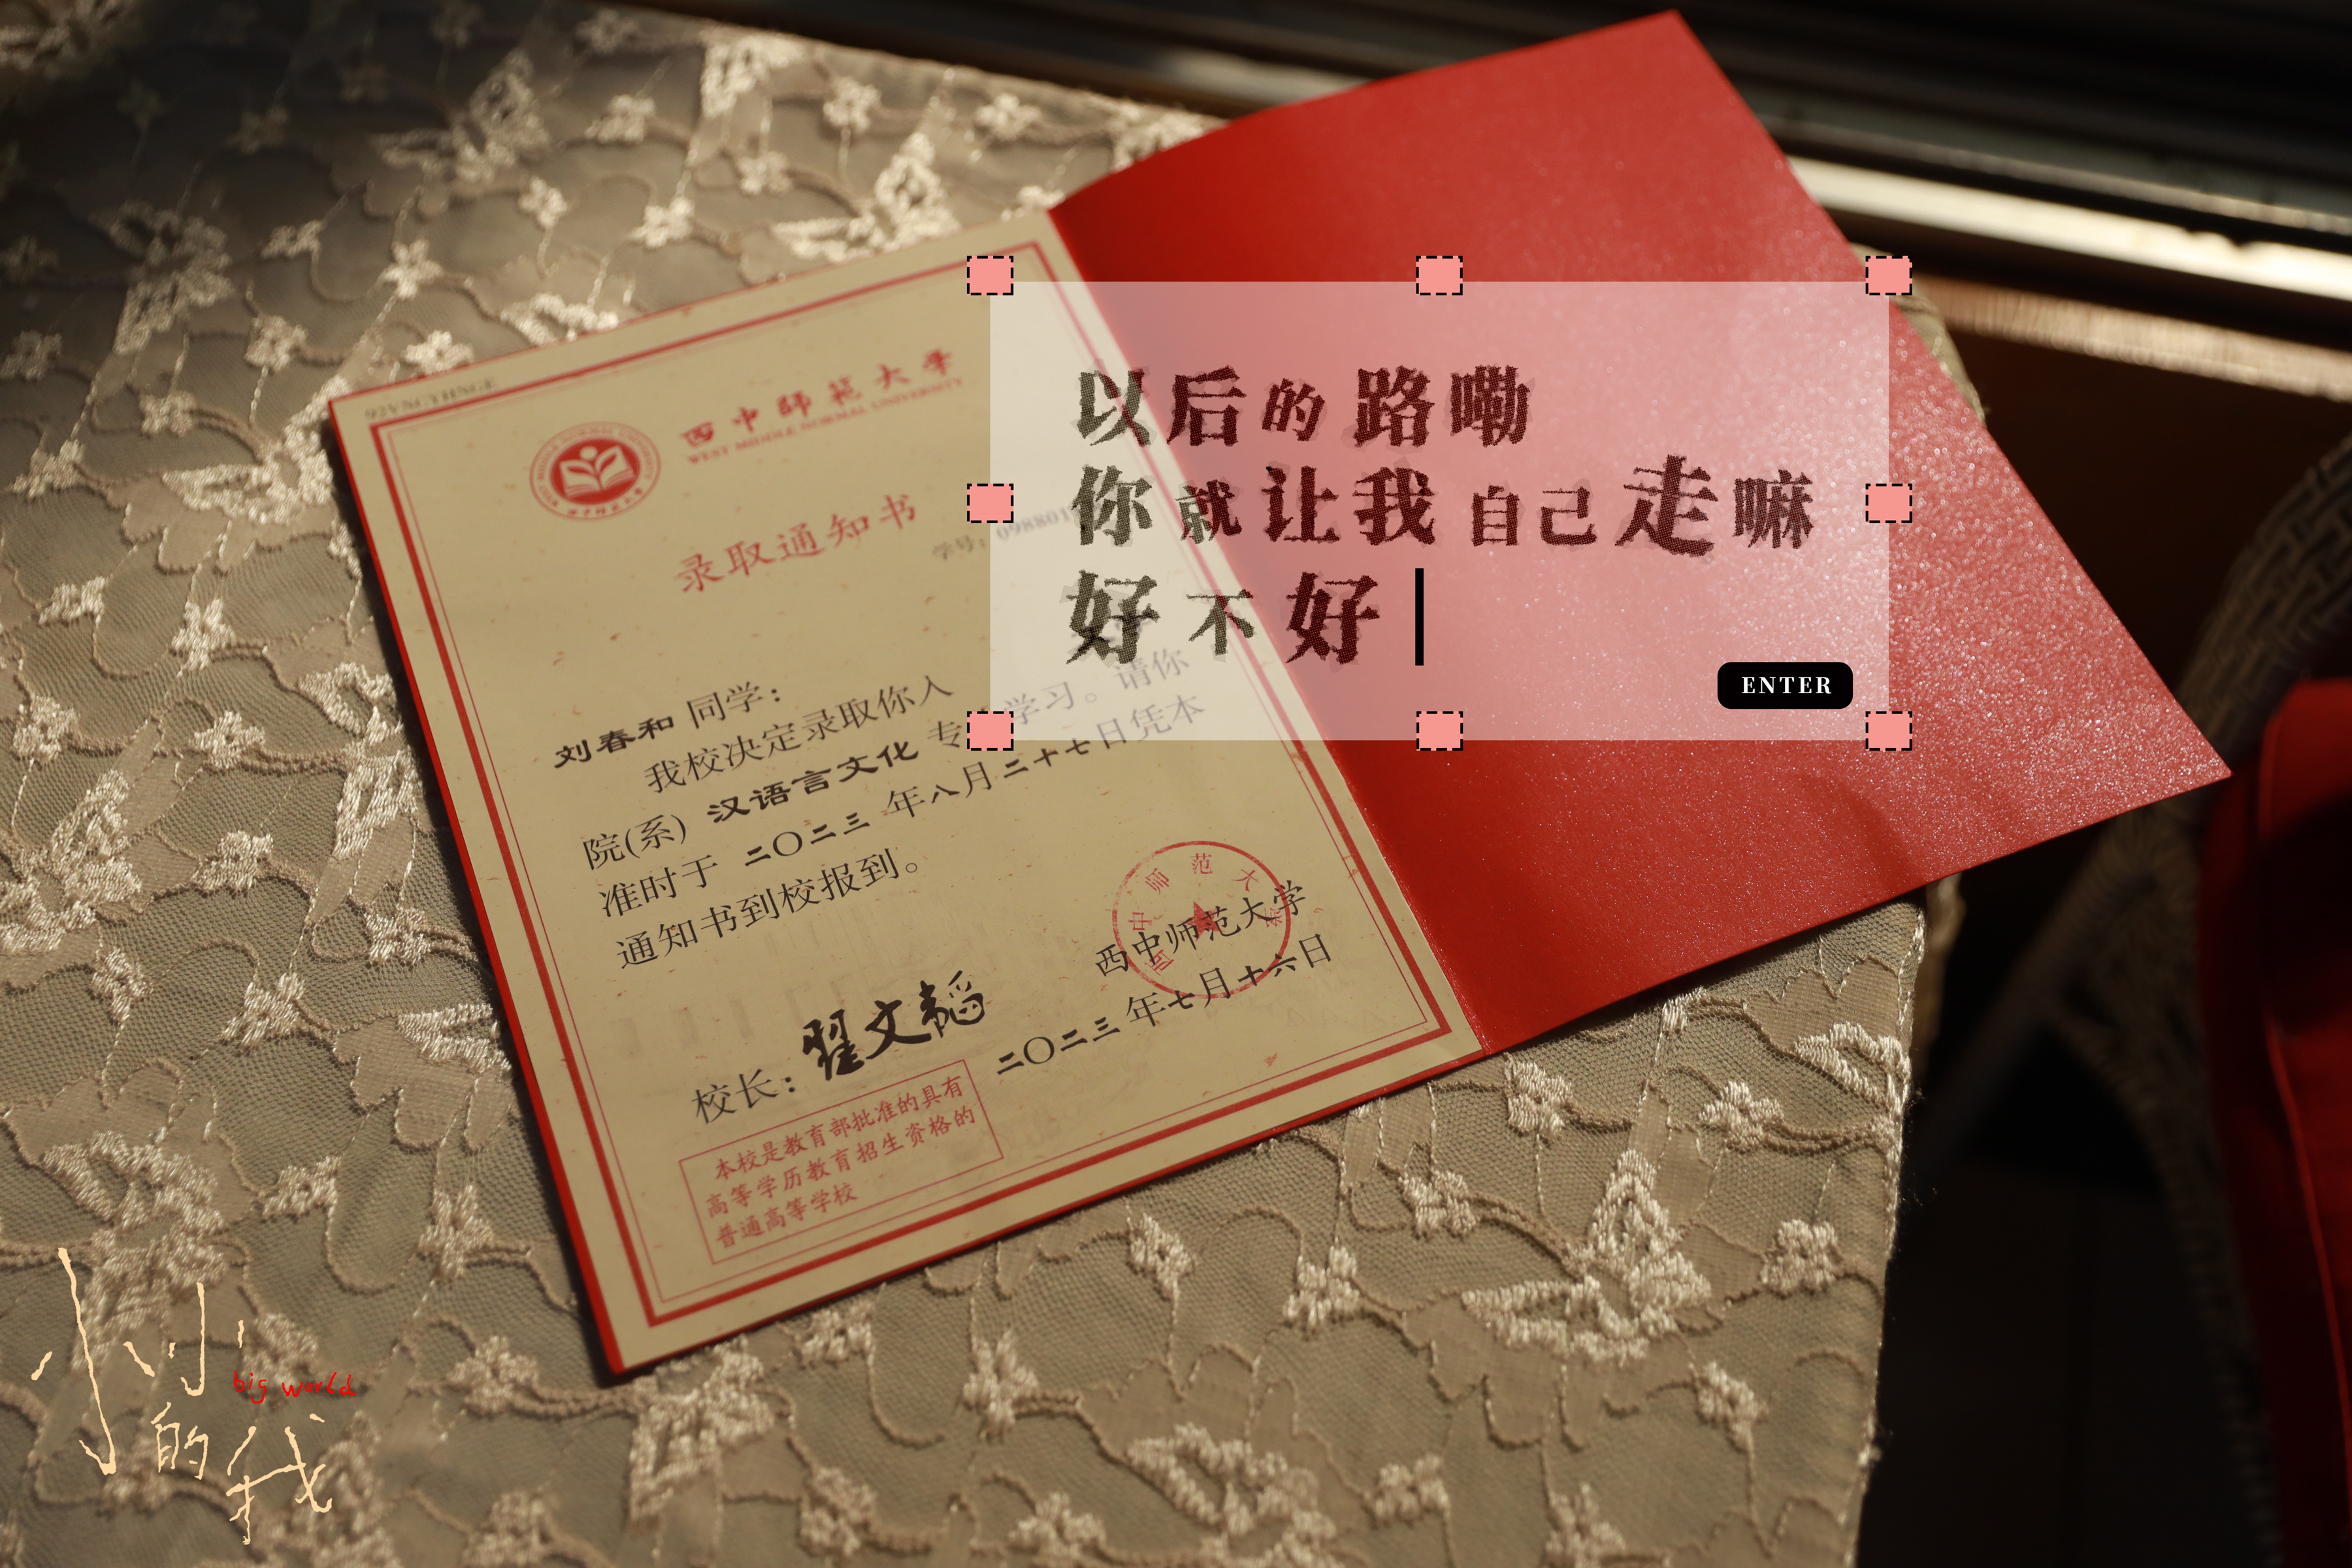 西中師範大学
WEST MIDDLE NORMAL UNIVERSITY
录取通知书
学号：098801
刘春和 同学：
我校决定录取你入
院(系) 汉语言文化 专 学习。请你
准时于 二〇二三 年八月二十七日凭本
通知书到校报到。
西中师范大学
二〇二三 年七月十六日
校长：翟文韬
本校是教育部批准的具有
高等学历教育招生资格的
普通高等学校
以后的路嘞
你就让我自己走嘛
好不好
ENTER
小小的我
big world